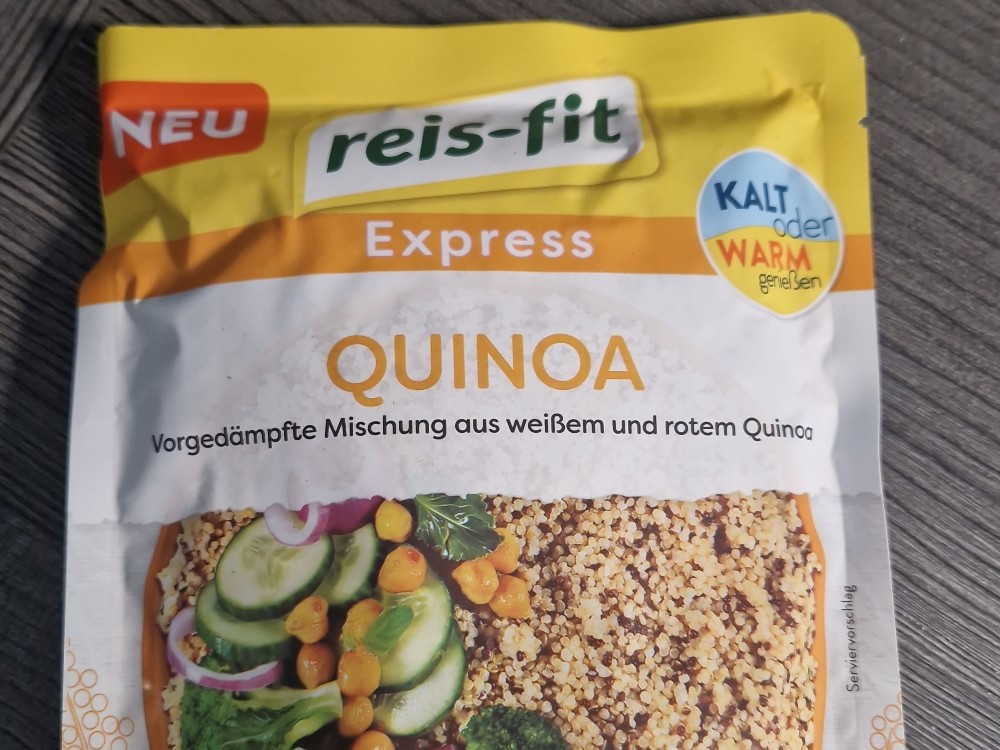 NEU
reis-fit
Express
KALT
oder
WARM
genießen
QUINOA
Vorgedämpfte Mischung aus weißem und rotem Quinoa
Serviervorschlag